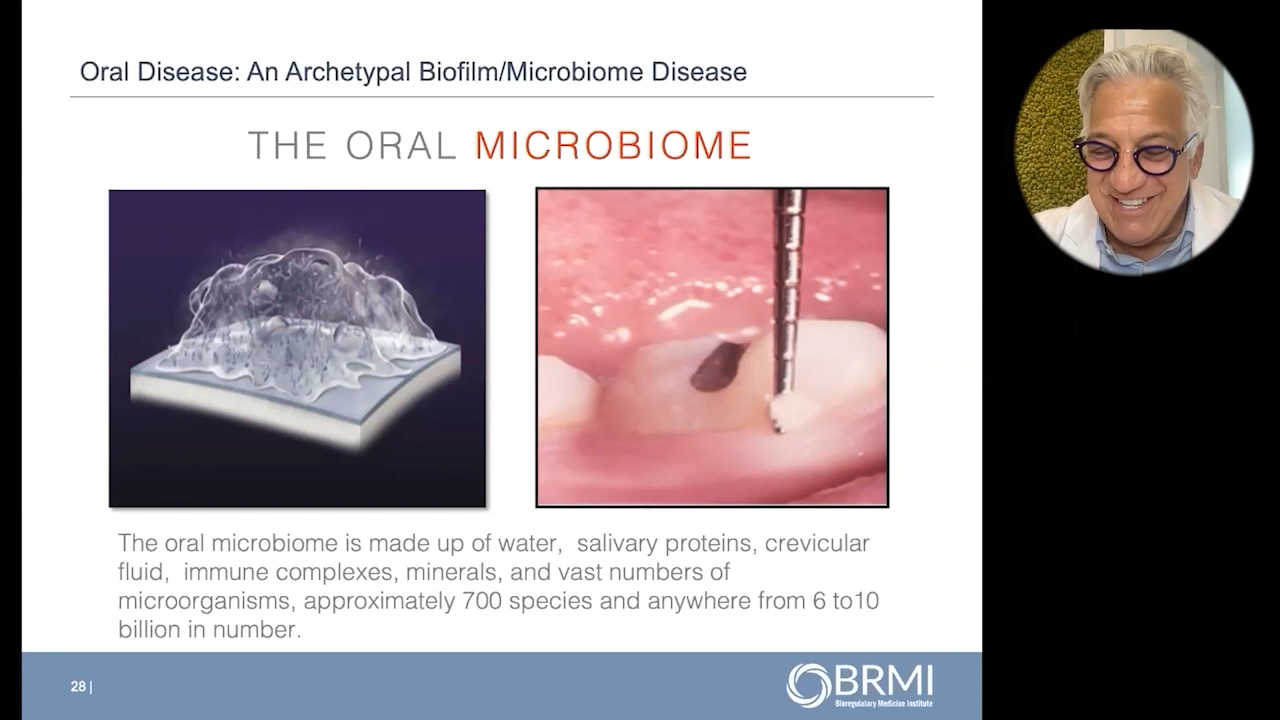 Oral Disease: An Archetypal Biofilm/Microbiome Disease
THE ORAL MICROBIOME
The oral microbiome is made up of water,  salivary proteins, crevicular
fluid,  immune complexes, minerals, and vast numbers of
microorganisms, approximately 700 species and anywhere from 6 to10
billion in number.
28 |
BRMI
Bioregulatory Medicine Institute